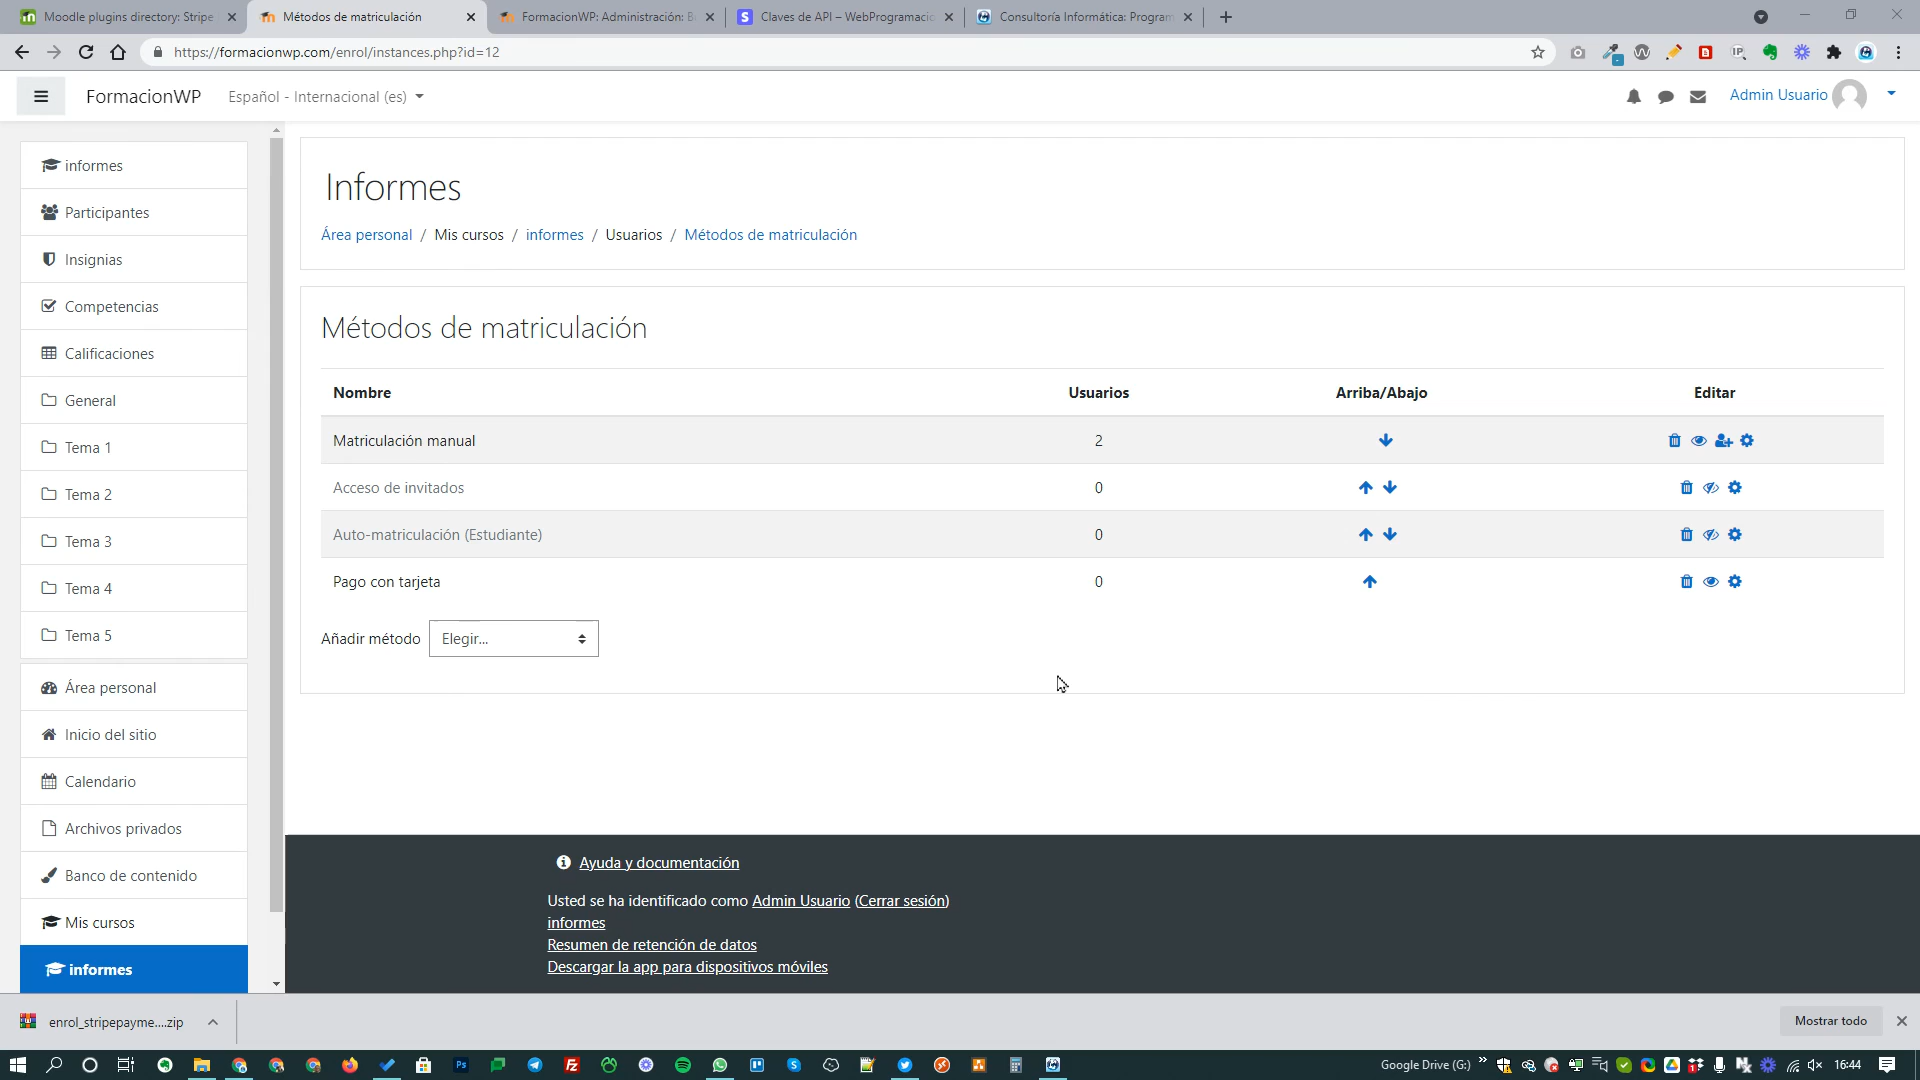 Moodle plugins directory: Stripe
Métodos de matriculación
FormacionWP: Administración: B
Claves de API – WebProgramació
Consultoría Informática: Program
https://formacionwp.com/enrol/instances.php?id=12
FormacionWP
Español - Internacional (es)
Admin Usuario
informes
Participantes
Insignias
Competencias
Calificaciones
General
Tema 1
Tema 2
Tema 3
Tema 4
Tema 5
Área personal
Inicio del sitio
Calendario
Archivos privados
Banco de contenido
Mis cursos
informes
Informes
Área personal / Mis cursos / informes / Usuarios / Métodos de matriculación
Métodos de matriculación
Nombre Usuarios Arriba/Abajo Editar
Matriculación manual 2
Acceso de invitados 0
Auto-matriculación (Estudiante) 0
Pago con tarjeta 0
Añadir método Elegir...
Ayuda y documentación
Usted se ha identificado como Admin Usuario (Cerrar sesión)
informes
Resumen de retención de datos
Descargar la app para dispositivos móviles
enrol_stripepayme....zip
Mostrar todo
Google Drive (G:)
16:44